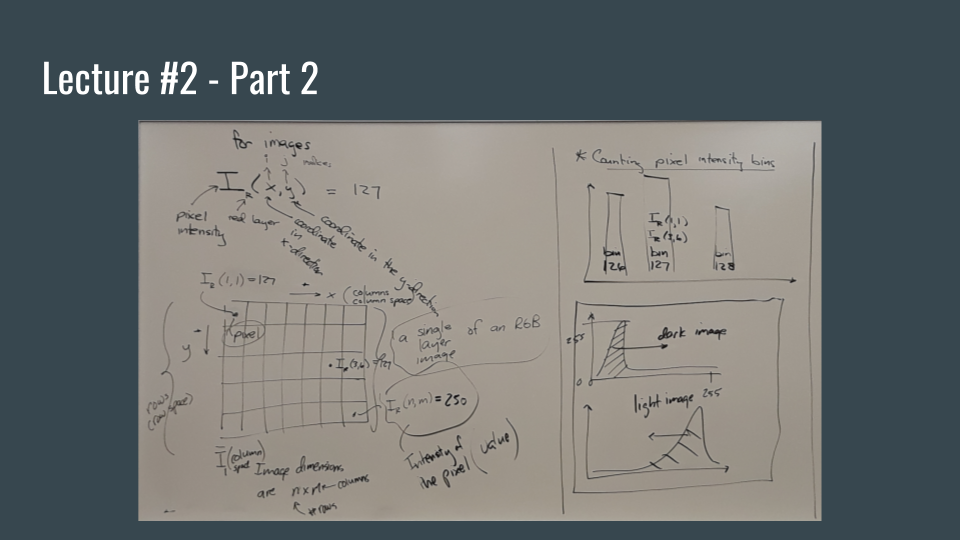 Lecture #2 - Part 2
for images
i j indices
I_R(x,y) = 127
pixel
intensity
red layer
coordinate
in
x-direction
coordinate in the y-direction
I_R(1,1)=127
x (columns
column space)
y
pixel
I_R(3,6)=127
rows
(row space)
a single
layer
image
of an RGB
I_R(n,m)=250
Intensity of
the pixel (value)
(column)
space
Image dimensions
are nxm columns
#rows
* Counting pixel intensity bins
I_R(1,1)
I_R(3,6)
bin
126
bin
127
bin
128
255
dark image
0 0
255
light image